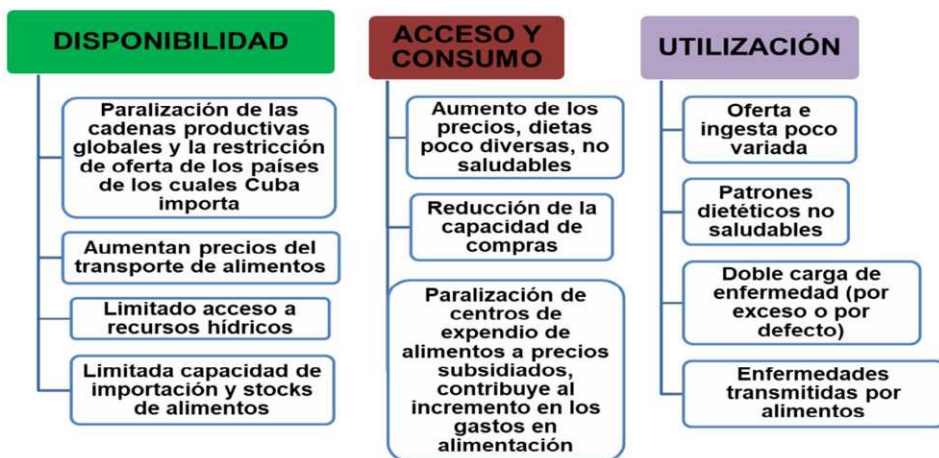 DISPONIBILIDAD
Paralización de las
cadenas productivas
globales y la restricción
de oferta de los países
de los cuales Cuba
importa
Aumentan precios del
transporte de alimentos
Limitado acceso a
recursos hídricos
Limitada capacidad de
importación y stocks
de alimentos
ACCESO Y
CONSUMO
Aumento de los
precios, dietas
poco diversas, no
saludables
Reducción de la
capacidad de
compras
Paralización de
centros de
expendio de
alimentos a precios
subsidiados,
contribuye al
incremento en los
gastos en
alimentación
UTILIZACIÓN
Oferta e
ingesta poco
variada
Patrones
dietéticos no
saludables
Doble carga de
enfermedad (por
exceso o por
defecto)
Enfermedades
transmitidas por
alimentos